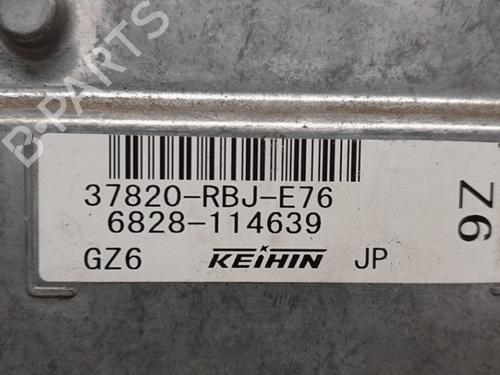 B-PARTS
37820-RBJ-E76
6828-114639
GZ6 KEIHIN JP
Z6